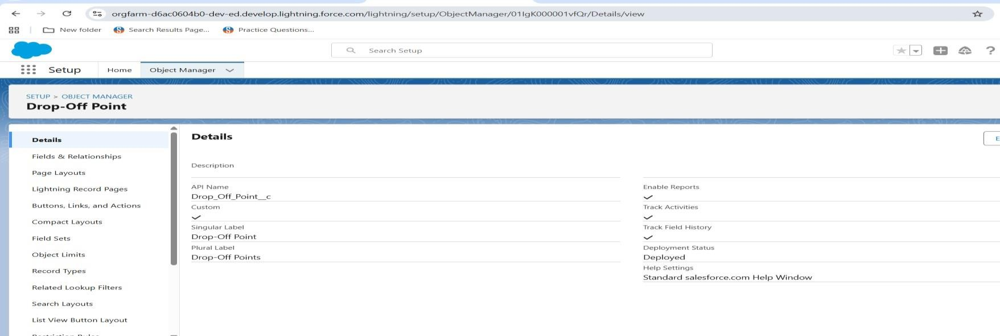 orgfarm-d6ac0604b0-dev-ed.develop.lightning.force.com/lightning/setup/ObjectManager/01IgK000001vfQr/Details/view
New folder Search Results Page... Practice Questions...
Search Setup
Setup Home Object Manager
SETUP > OBJECT MANAGER
Drop-Off Point
Details
Fields & Relationships
Page Layouts
Lightning Record Pages
Buttons, Links, and Actions
Compact Layouts
Field Sets
Object Limits
Record Types
Related Lookup Filters
Search Layouts
List View Button Layout
Details
Description
API Name
Drop_Off_Point__c
Custom
Singular Label
Drop-Off Point
Plural Label
Drop-Off Points
Enable Reports
Track Activities
Track Field History
Deployment Status
Deployed
Help Settings
Standard salesforce.com Help Window